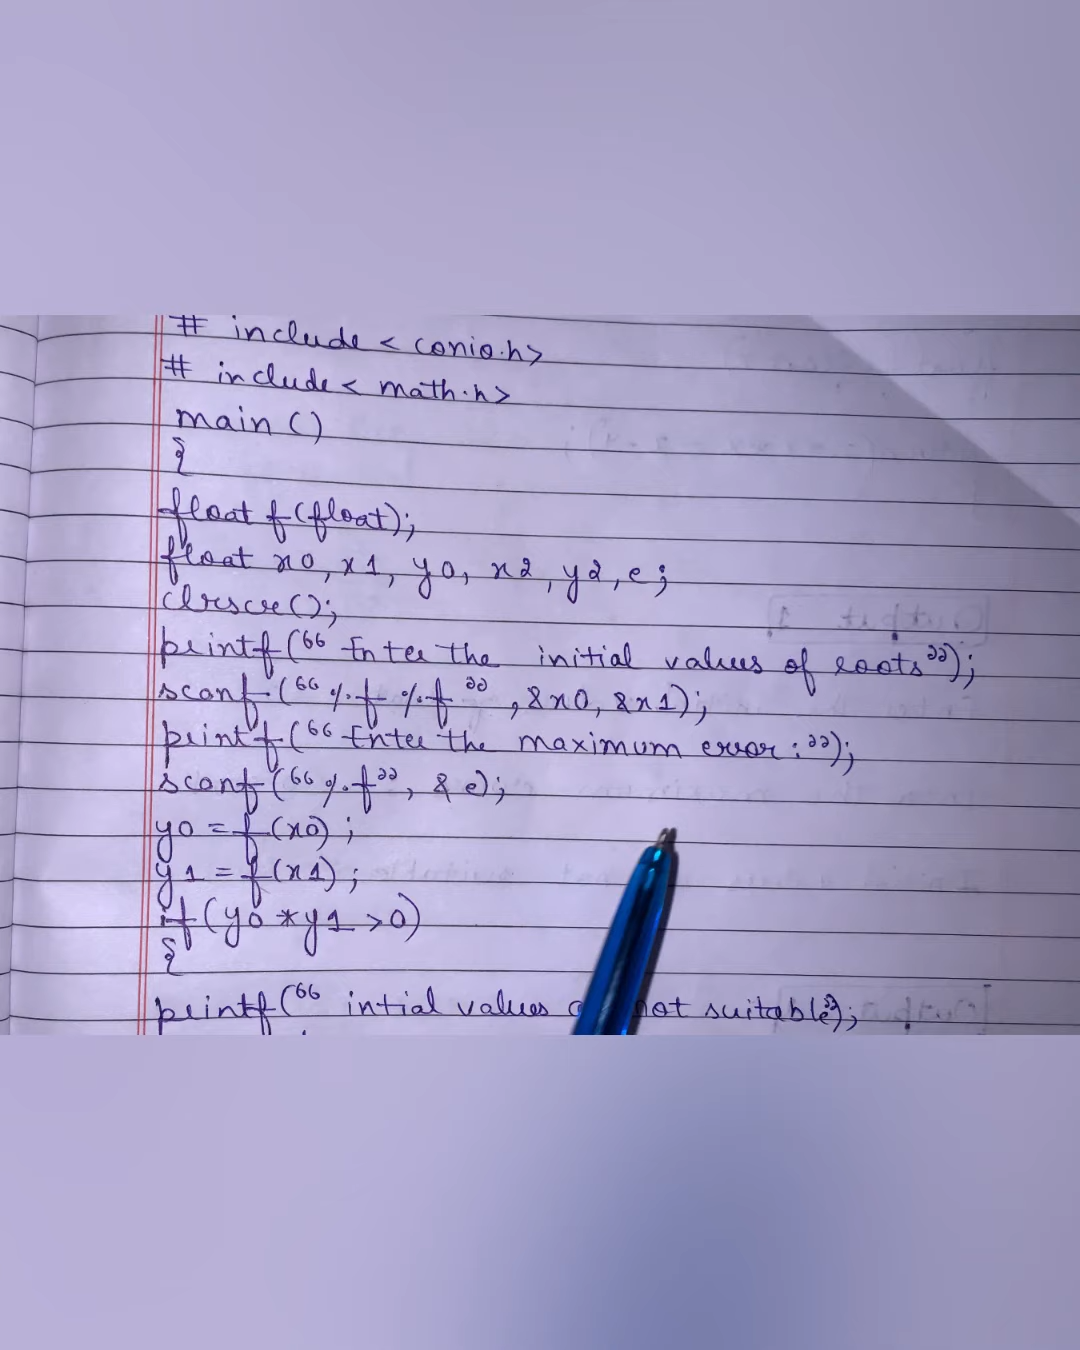 # include < conio.h>
# include < math.h>
main ()
{
float f (float);
float x0, x1, y0, x2, y2, e;
clrscr();
printf (“ Enter the initial values of roots”);
scanf (“ %f %f ”, &x0, &x1);
printf (“ Enter the maximum error : ”);
scanf (“ %f”, & e);
y0 = f (x0) ;
y1 = f (x1) ;
if (y0 * y1 > 0)
{
printf (“ intial values not suitable”);